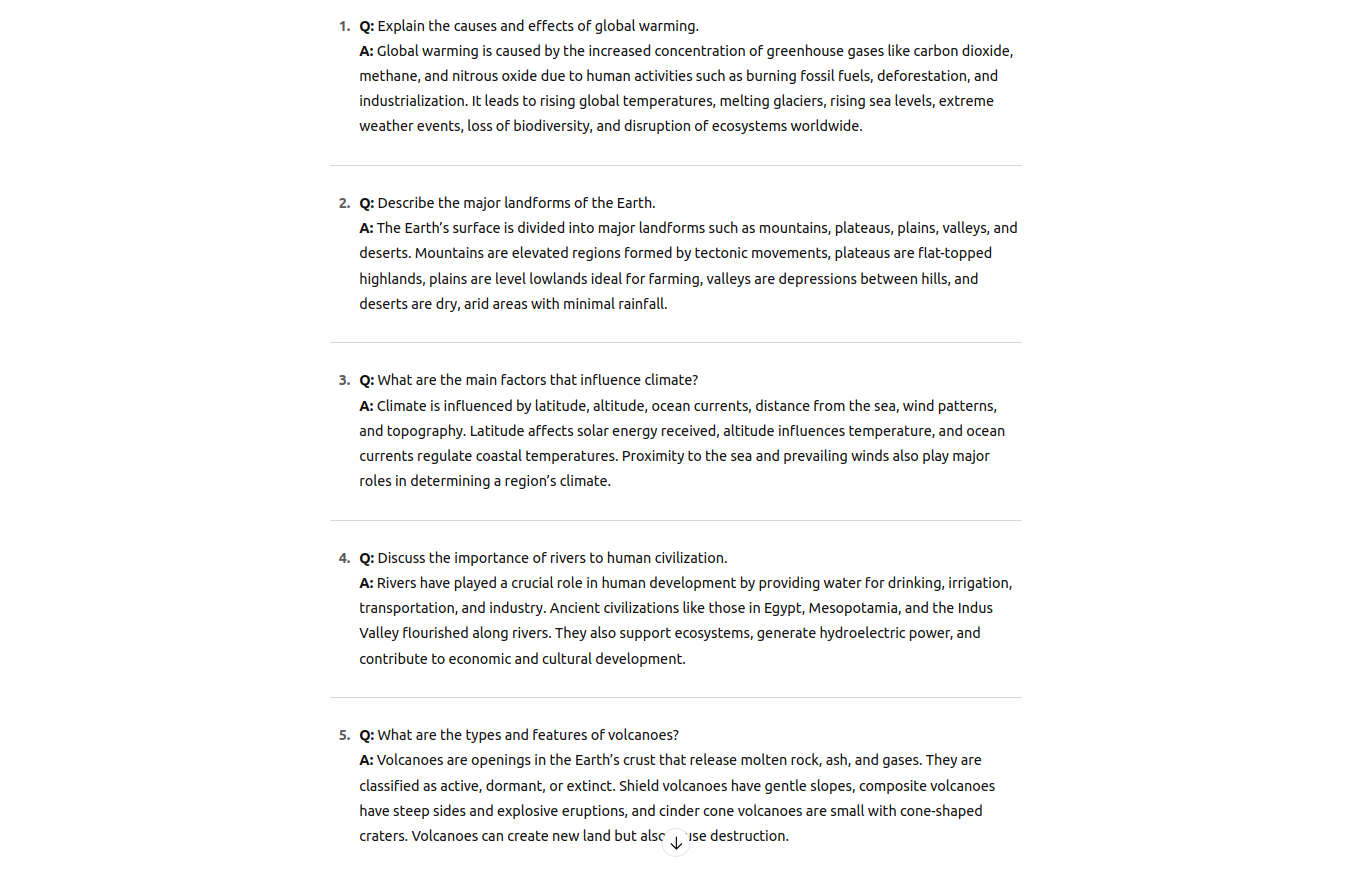 1. Q: Explain the causes and effects of global warming.
A: Global warming is caused by the increased concentration of greenhouse gases like carbon dioxide,
methane, and nitrous oxide due to human activities such as burning fossil fuels, deforestation, and
industrialization. It leads to rising global temperatures, melting glaciers, rising sea levels, extreme
weather events, loss of biodiversity, and disruption of ecosystems worldwide.
2. Q: Describe the major landforms of the Earth.
A: The Earth’s surface is divided into major landforms such as mountains, plateaus, plains, valleys, and
deserts. Mountains are elevated regions formed by tectonic movements, plateaus are flat-topped
highlands, plains are level lowlands ideal for farming, valleys are depressions between hills, and
deserts are dry, arid areas with minimal rainfall.
3. Q: What are the main factors that influence climate?
A: Climate is influenced by latitude, altitude, ocean currents, distance from the sea, wind patterns,
and topography. Latitude affects solar energy received, altitude influences temperature, and ocean
currents regulate coastal temperatures. Proximity to the sea and prevailing winds also play major
roles in determining a region’s climate.
4. Q: Discuss the importance of rivers to human civilization.
A: Rivers have played a crucial role in human development by providing water for drinking, irrigation,
transportation, and industry. Ancient civilizations like those in Egypt, Mesopotamia, and the Indus
Valley flourished along rivers. They also support ecosystems, generate hydroelectric power, and
contribute to economic and cultural development.
5. Q: What are the types and features of volcanoes?
A: Volcanoes are openings in the Earth’s crust that release molten rock, ash, and gases. They are
classified as active, dormant, or extinct. Shield volcanoes have gentle slopes, composite volcanoes
have steep sides and explosive eruptions, and cinder cone volcanoes are small with cone-shaped
craters. Volcanoes can create new land but also destruction.